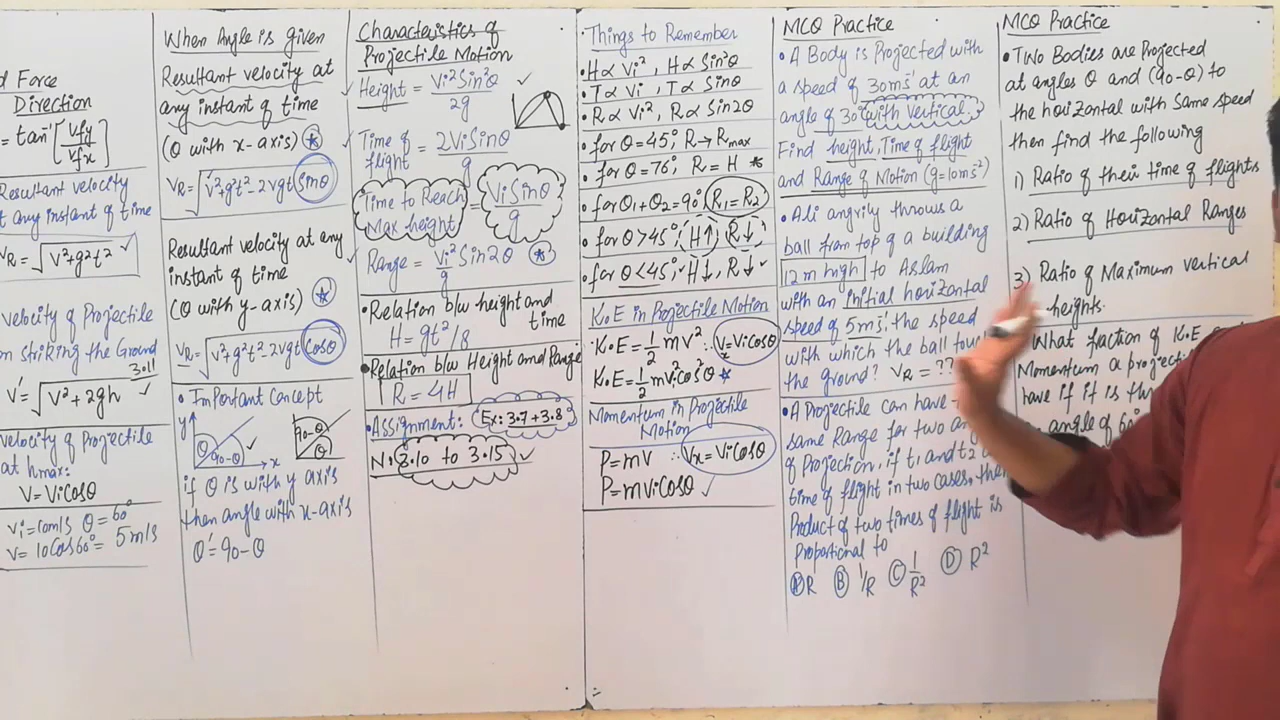 d Force
Direction
= tan⁻¹[Vfy/Vfx]
Resultant velocity
t any instant of time
VR = √V²+g²t² ✓
velocity of Projectile
on striking the Ground
3.11
V' = √V²+2gh ✓
velocity of Projectile
at hmax:
V = ViCosθ
Vi = 10m/s θ = 60°
V = 10Cos60° = 5m/s
When Angle is given
Resultant velocity at
any instant of time
(θ with x-axis)
VR = √V²+g²t²-2Vgt Sinθ
Resultant velocity at any
instant of time
(θ with y-axis)
VR = √V²+g²t²-2Vgt Cosθ
• Important Concept
y
θ
90-θ
x
90-θ
θ
if θ is with y axis
then angle with x-axis
θ' = 90-θ
Characteristics of
Projectile Motion
Height = Vi²Sin²θ/2g ✓
Time of flight = 2ViSinθ/g
Time to Reach Max height = ViSinθ/g
Range = Vi²/g Sin2θ
• Relation b/w height and
time
H = gt²/8
• Relation b/w Height and Range
R = 4H
• Assignment: Ex: 3.7 + 3.8
N: 3.10 to 3.15 ✓
Things to Remember
• H ∝ Vi², H ∝ Sin²θ
• T ∝ Vi, T ∝ Sinθ
• R ∝ Vi², R ∝ Sin2θ
• for θ=45°, R → Rmax
• for θ=76°, R = H *
• for θ1+θ2=90° R1=R2
• for θ>45°, H↑, R↓
• for θ<45° H↓, R↓
K.E in Projectile Motion
K.E = 1/2 mV² ∴ Vx = ViCosθ
K.E = 1/2 mVi²Cos²θ *
Momentum in Projectile
Motion
P = mV ∴ Vx = ViCosθ
P = mViCosθ ✓
MCQ Practice
• A Body is Projected with
a speed of 30ms⁻¹ at an
angle of 30° with vertical.
Find height, Time of flight
and Range of Motion (g=10ms⁻²)
• Ali angrily throws a
ball from top of a building
12 m high to Aslam
with an initial horizontal
speed of 5ms⁻¹. the speed
with which the ball
the ground? VR = ??
• A Projectile can have
same Range for two
of Projection, if t1 and t2
time of flight in two cases. then
Product of two times of flight is
Proportional to
Ⓐ R Ⓑ 1/R Ⓒ 1/R² Ⓓ R²
MCQ Practice
• Two Bodies are Projected
at angles θ and (90-θ) to
the horizontal with same speed
then find the following
1) Ratio of their time of flights
2) Ratio of Horizontal Ranges
3) Ratio of Maximum vertical
heights.
What fraction of K.E
Momentum a
have if it is
angle of 60°